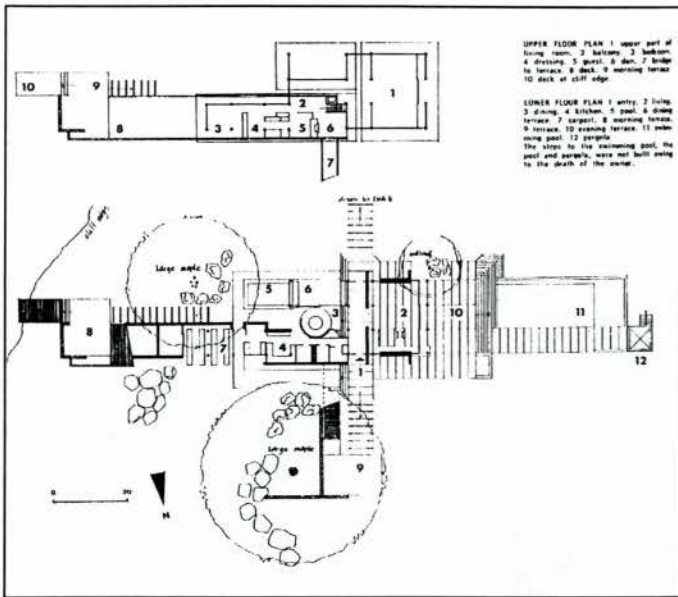 UPPER FLOOR PLAN 1 upper part of
living room. 2 balcony. 3 bedroom.
4 dressing. 5 guest. 6 den. 7 bridge
to terrace. 8 deck. 9 morning terrace.
10 deck at cliff edge.
LOWER FLOOR PLAN 1 entry. 2 living.
3 dining. 4 kitchen. 5 pool. 6 dining
terrace. 7 carport. 8 morning terrace.
9 terrace. 10 evening terrace. 11 swim-
ming pool. 12 pergola.
The steps to the swimming pool, the
pool and pergola, were not built owing
to the death of the owner.
10 9 8 3 4 2 5 6 7 1
cliff edge
large maple
5 6 3 2 10 11
8 7 4 1 12
large maple
9
0 20
N